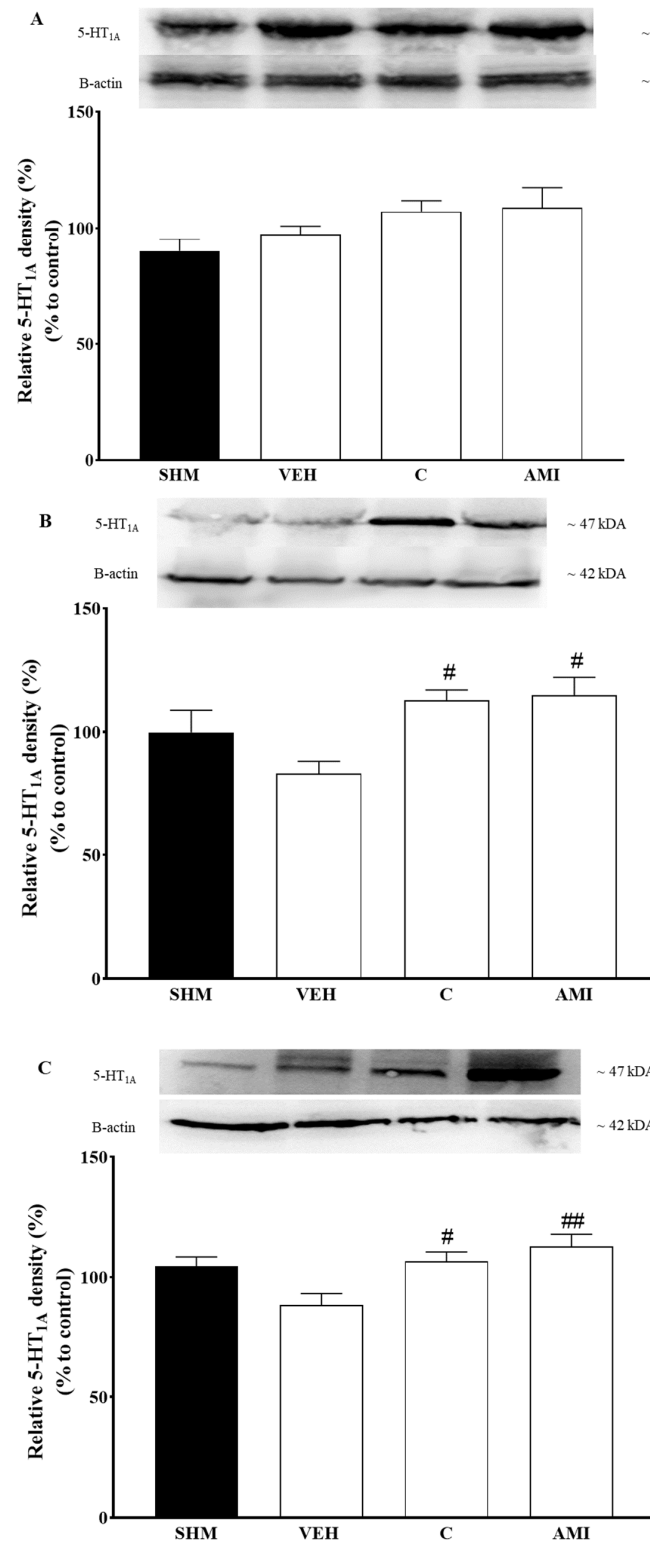 A
5-HT1A ~
B-actin ~
150
100
50
0
Relative 5-HT1A density (%)
(% to control)
SHM VEH C AMI
B
5-HT1A ~ 47 kDA
B-actin ~ 42 kDA
150
100
50
0
Relative 5-HT1A density (%)
(% to control)
# #
SHM VEH C AMI
C
5-HT1A ~ 47 kDA
B-actin ~ 42 kDA
150
100
50
0
Relative 5-HT1A density (%)
(% to control)
# ##
SHM VEH C AMI